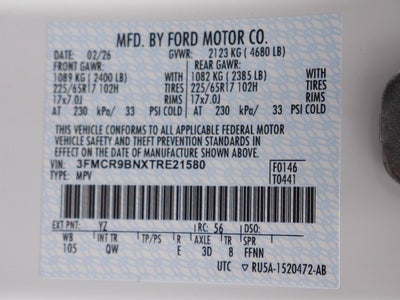 MFD. BY FORD MOTOR CO.
DATE: 02/26 GVWR: 2123 KG ( 4680 LB)
FRONT GAWR: REAR GAWR:
1089 KG ( 2400 LB) WITH 1082 KG ( 2385 LB) WITH
225/65R17 102H TIRES 225/65R17 102H TIRES
17x7.0J RIMS 17x7.0J RIMS
AT 230 kPa/ 33 PSI COLD AT 230 kPa/ 33 PSI COLD
THIS VEHICLE CONFORMS TO ALL APPLICABLE FEDERAL MOTOR
VEHICLE SAFETY AND THEFT PREVENTION STANDARDS IN
EFFECT ON THE DATE OF MANUFACTURE SHOWN ABOVE.
VIN: 3FMCR9BNXTRE21580 F0146
TYPE: MPV T0441
EXT PNT: YZ RC: 56 DSO:
WB INT TR TP/PS R AXLE TR SPR
105 QW E 3D 8 FFNN
UTC RU5A-1520472-AB